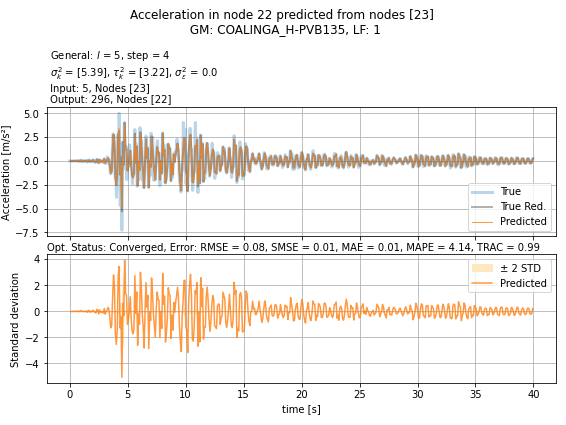 Acceleration in node 22 predicted from nodes [23]
GM: COALINGA_H-PVB135, LF: 1
General: l = 5, step = 4
σ²ₖ = [5.39], τ²ₖ = [3.22], σ²ε = 0.0
Input: 5, Nodes [23]
Output: 296, Nodes [22]
Acceleration [m/s²]
5.0
2.5
0.0
−2.5
−5.0
−7.5
True
True Red.
Predicted
Opt. Status: Converged, Error: RMSE = 0.08, SMSE = 0.01, MAE = 0.01, MAPE = 4.14, TRAC = 0.99
Standard deviation
4
2
0
−2
−4
± 2 STD
Predicted
0 5 10 15 20 25 30 35 40
time [s]